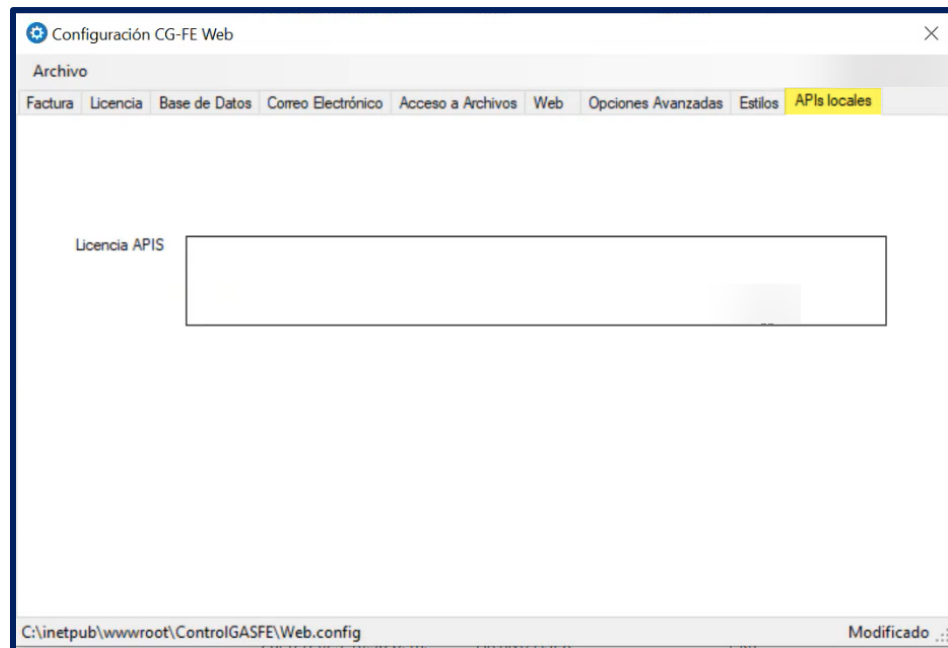 Configuración CG-FE Web
Archivo
Factura Licencia Base de Datos Correo Electrónico Acceso a Archivos Web Opciones Avanzadas Estilos APIs locales
Licencia APIS
C:\inetpub\wwwroot\ControlGASFE\Web.config Modificado